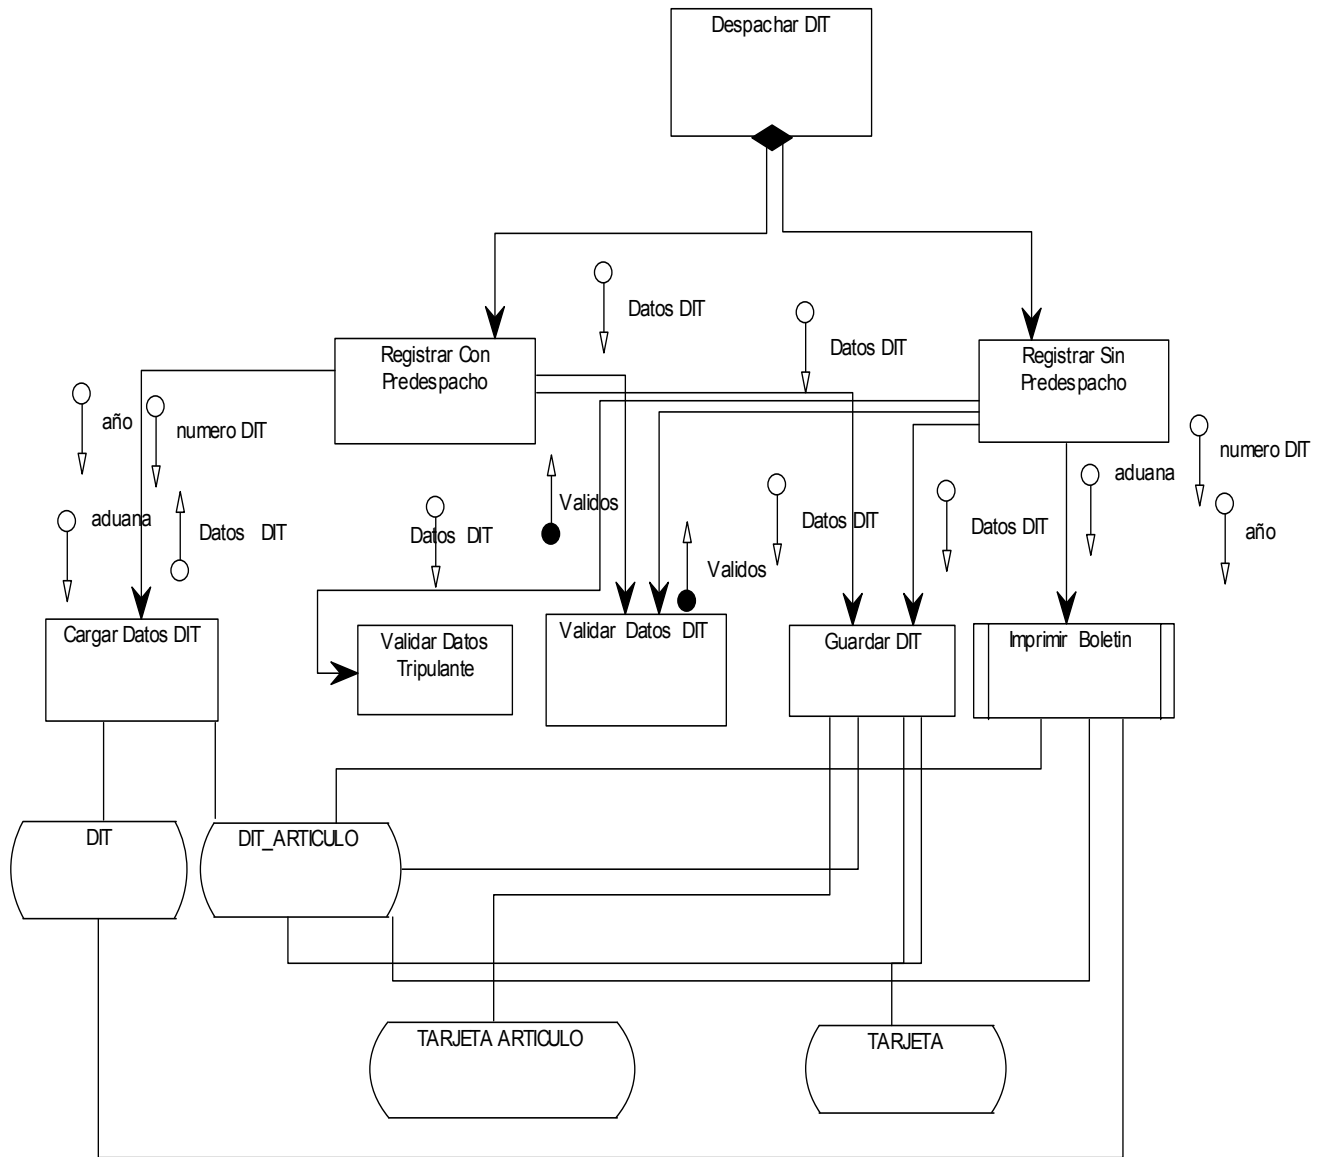 Despachar DIT
Datos DIT
Datos DIT
Registrar Con
Predespacho
Registrar Sin
Predespacho
año
numero DIT
numero DIT
aduana
aduana
Datos DIT
Datos DIT
Validos
Datos DIT
Datos DIT
año
Validos
Cargar Datos DIT
Validar Datos
Tripulante
Validar Datos DIT
Guardar DIT
Imprimir Boletin
DIT
DIT_ARTICULO
TARJETA ARTICULO
TARJETA